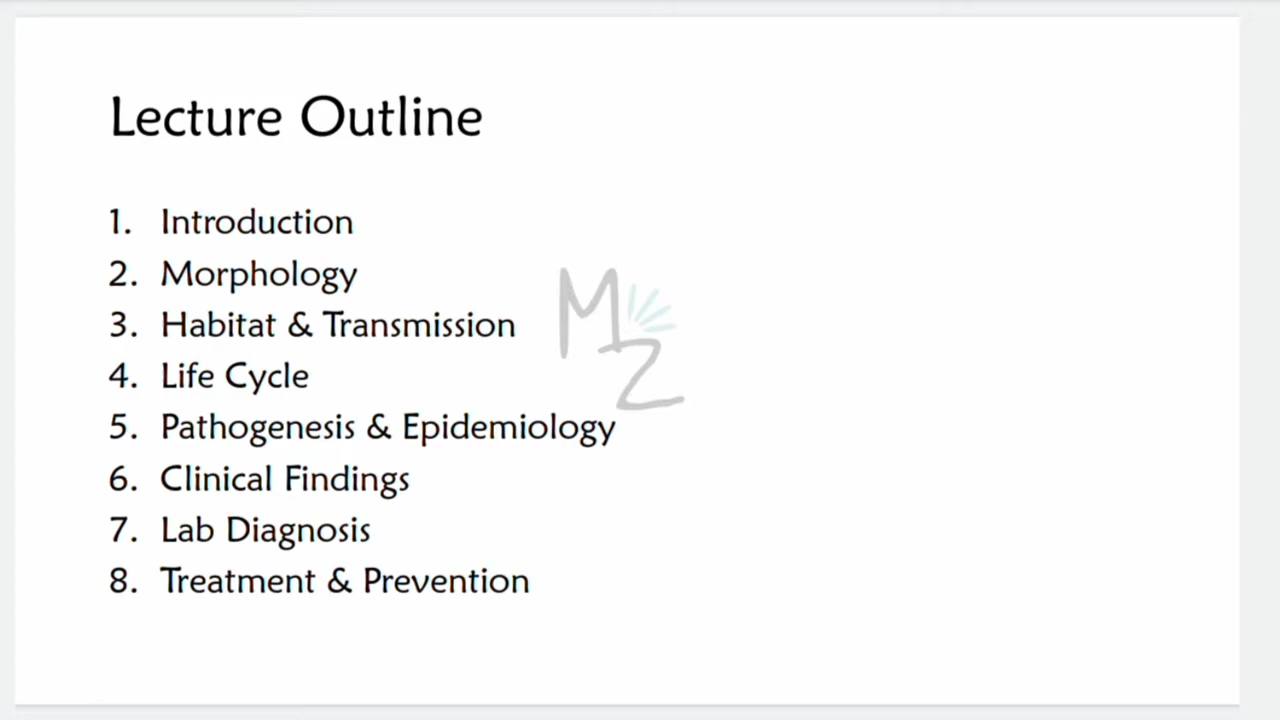 Lecture Outline
1. Introduction
2. Morphology
3. Habitat & Transmission
4. Life Cycle
5. Pathogenesis & Epidemiology
6. Clinical Findings
7. Lab Diagnosis
8. Treatment & Prevention
M
Z